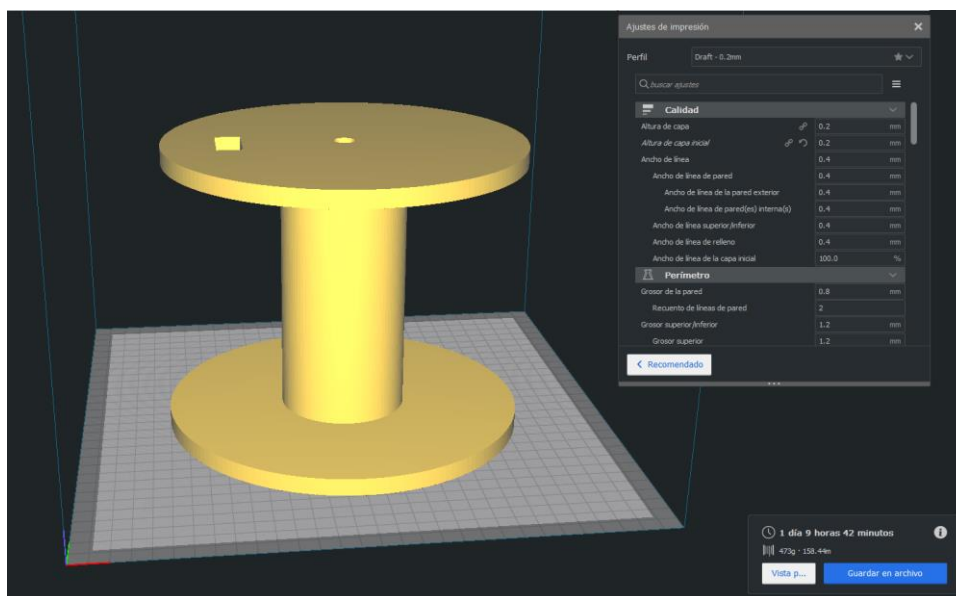 Ajustes de impresión
Perfil Draft - 0.2mm
buscar ajustes
Calidad
Altura de capa 0.2 mm
Altura de capa inicial 0.2 mm
Ancho de línea 0.4 mm
Ancho de línea de pared 0.4 mm
Ancho de línea de la pared exterior 0.4 mm
Ancho de línea de pared(es) interna(s) 0.4 mm
Ancho de línea superior/inferior 0.4 mm
Ancho de línea de relleno 0.4 mm
Ancho de línea de la capa inicial 100.0 %
Perímetro
Grosor de la pared 0.8 mm
Recuento de líneas de pared 2
Grosor superior/inferior 1.2 mm
Grosor superior 1.2 mm
Recomendado
1 día 9 horas 42 minutos
473g · 158.44m
Vista p... Guardar en archivo